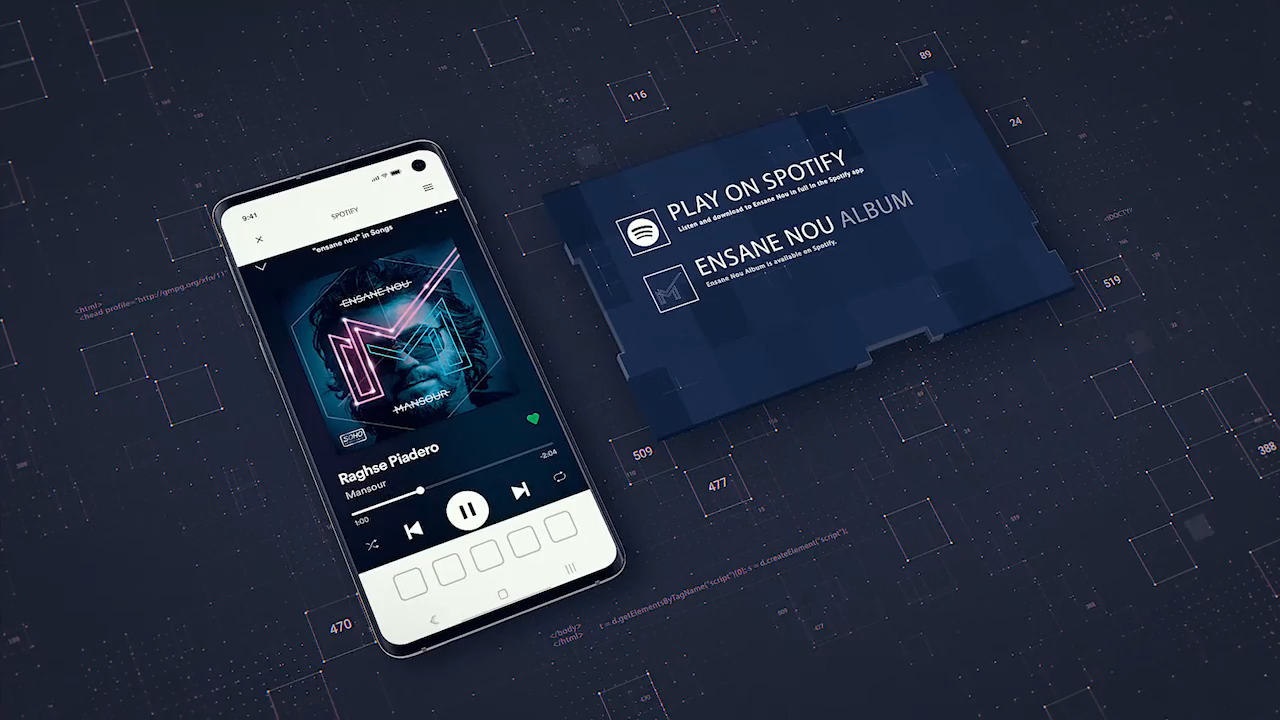 9:41
SPOTIFY
"ensane nou" in Songs
ENSANE NOU
MANSOUR
SOHO
Raghse Piadero
Mansour
1:00
-2:04
PLAY ON SPOTIFY
Listen and download to Ensane Nou in full in the Spotify app
ENSANE NOU ALBUM
Ensane Nou Album is available on Spotify.
116
89
24
519
509
477
388
470
<html>
<head profile="http://gmpg.org/xfn/11
t = d.getElementsByTagName("script")[0]; s = d.createElement("script");
</body>
</html>